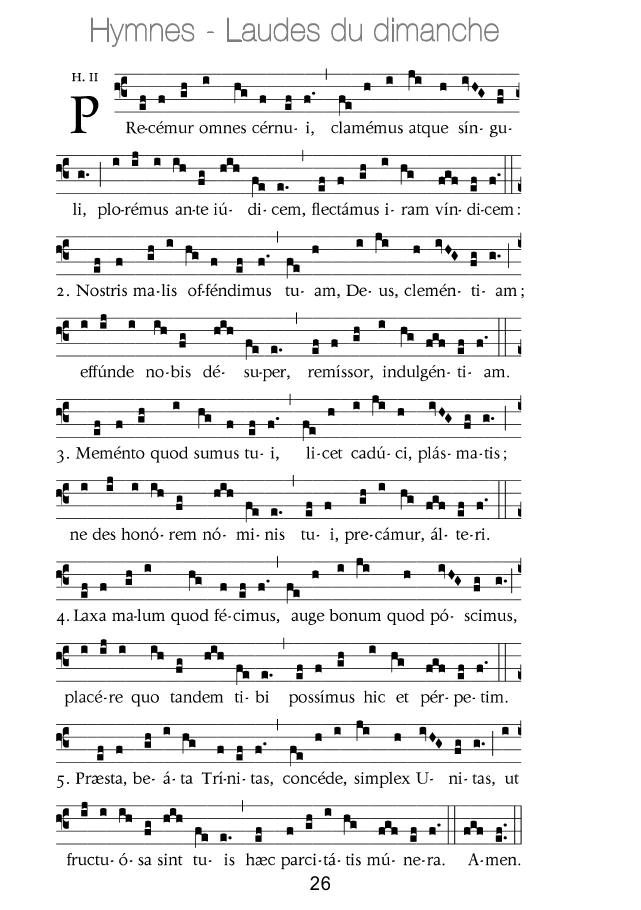 Hymnes - Laudes du dimanche
H. II
PRe-cémur omnes cérnu- i, clamémus atque sín- gu-
li, plo-rémus an-te iú- di-cem, flectámus i- ram vín-di-cem :
2. Nostris ma-lis of-féndimus tu- am, De- us, clemén- ti- am ;
effúnde no-bis dé- su-per, remíssor, indulgén-ti- am.
3. Meménto quod sumus tu- i, li-cet cadú-ci, plás-ma-tis ;
ne des honó-rem nó- mi-nis tu- i, pre-cámur, ál-te-ri.
4. Laxa ma-lum quod fé-cimus, auge bonum quod pó- scimus,
placé-re quo tandem ti-bi possímus hic et pér-pe-tim.
5. Præsta, be- á-ta Trí-ni-tas, concéde, simplex U- ni-tas, ut
fructu- ó-sa sint tu- is hæc parci-tá-tis mú-ne-ra. A-men.
26